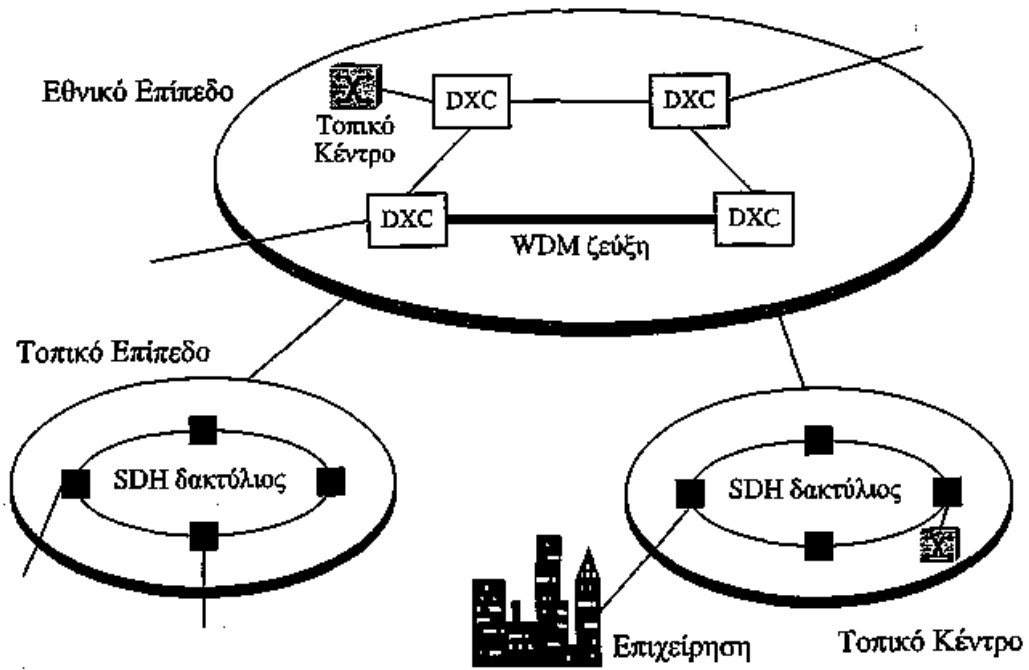 Εθνικό Επίπεδο
DXC
DXC
Τοπικό
Κέντρο
DXC
DXC
WDM ζεύξη
Τοπικό Επίπεδο
SDH δακτύλιος
SDH δακτύλιος
Επιχείρηση
Τοπικό Κέντρο